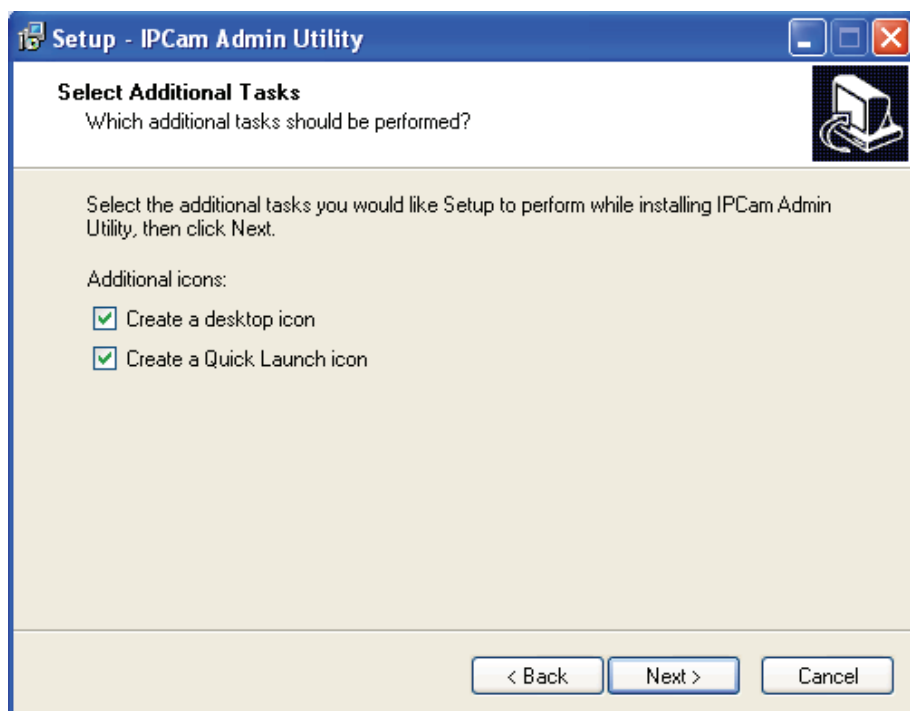 Setup - IPCam Admin Utility
Select Additional Tasks
Which additional tasks should be performed?
Select the additional tasks you would like Setup to perform while installing IPCam Admin
Utility, then click Next.
Additional icons:
Create a desktop icon
Create a Quick Launch icon
< Back
Next >
Cancel